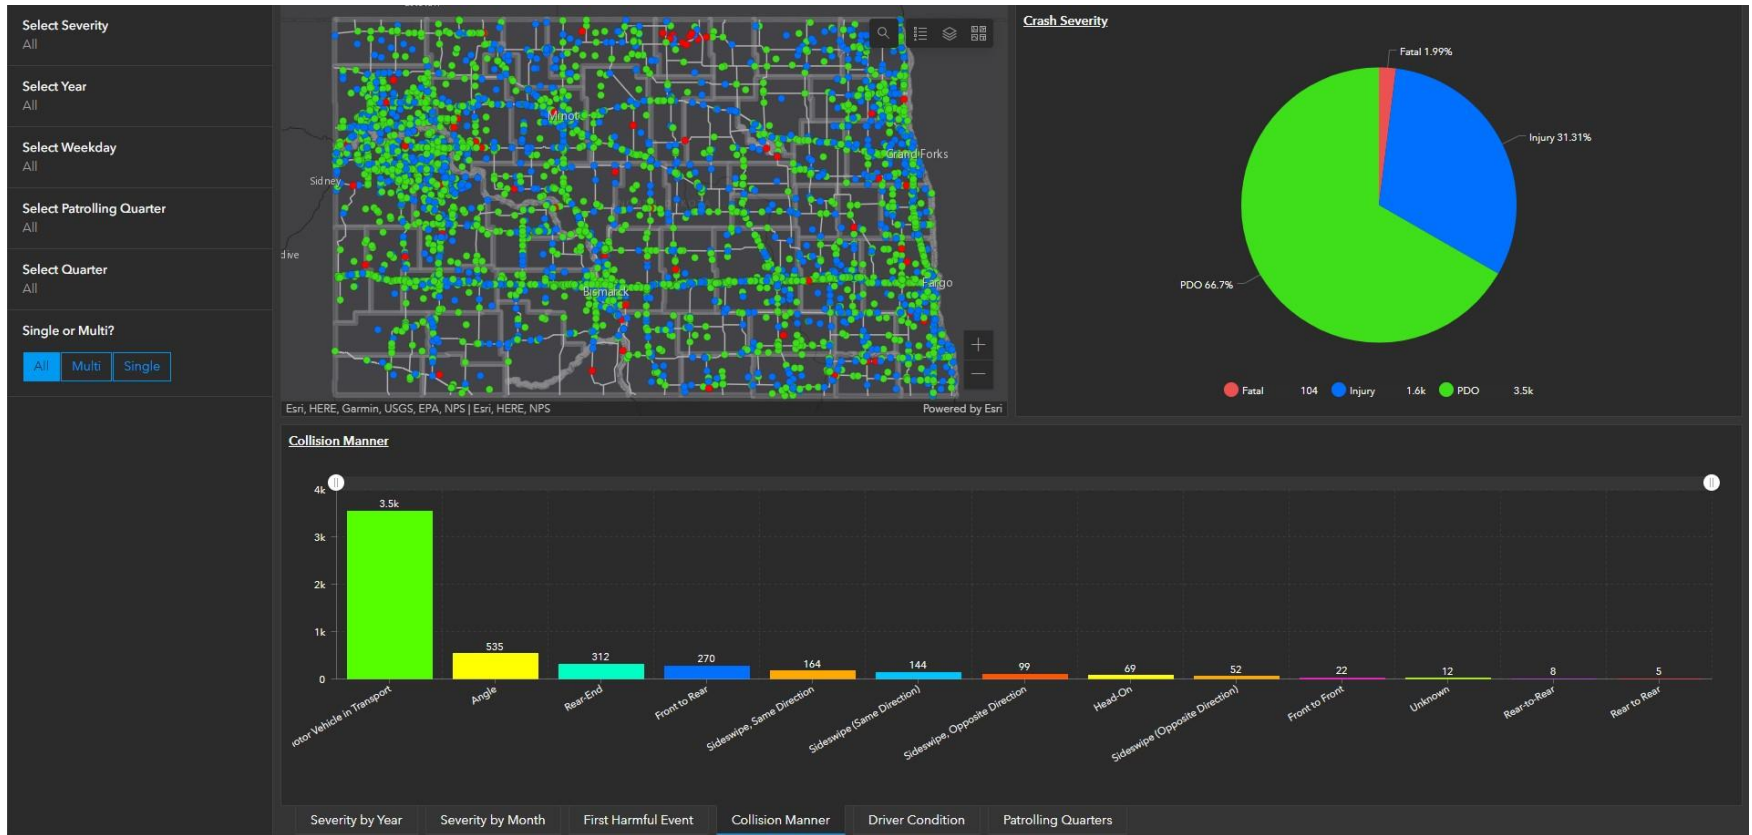 Select Severity
All
Select Year
All
Select Weekday
All
Select Patrolling Quarter
All
Select Quarter
All
Single or Multi?
All Multi Single
Minot
Grand Forks
Sidney
dive
Bismarck
Fargo
Esri, HERE, Garmin, USGS, EPA, NPS | Esri, HERE, NPS
Powered by Esri
Crash Severity
Fatal 1.99%
Injury 31.31%
PDO 66.7%
Fatal 104 Injury 1.6k PDO 3.5k
Collision Manner
4k
3k
2k
1k
0
3.5k
535
312
270
164
144
99
69
52
22
12
8
5
otor Vehicle in Transport
Angle
Rear-End
Front to Rear
Sideswipe, Same Direction
Sideswipe (Same Direction)
Sideswipe, Opposite Direction
Head-On
Sideswipe (Opposite Direction)
Front to Front
Unknown
Rear-to-Rear
Rear to Rear
Severity by Year
Severity by Month
First Harmful Event
Collision Manner
Driver Condition
Patrolling Quarters